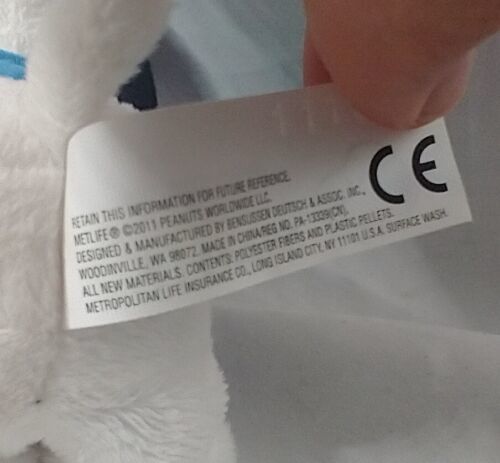 RETAIN THIS INFORMATION FOR FUTURE REFERENCE.
METLIFE® ©2011 PEANUTS WORLDWIDE LLC.
DESIGNED & MANUFACTURED BY BENSUSSEN DEUTSCH & ASSOC. INC.,
WOODINVILLE, WA 98072. MADE IN CHINA/REG NO. PA-13339(CN).
ALL NEW MATERIALS. CONTENTS: POLYESTER FIBERS AND PLASTIC PELLETS.
METROPOLITAN LIFE INSURANCE CO., LONG ISLAND CITY, NY 11101 U.S.A. SURFACE WASH.
CE